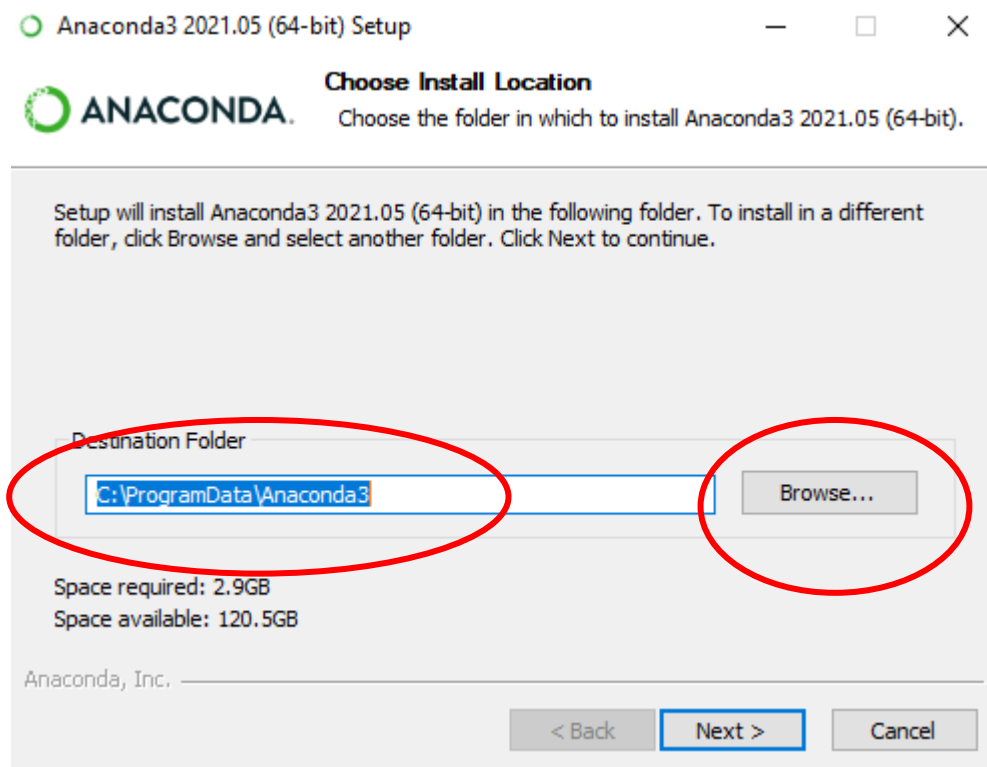 Anaconda3 2021.05 (64-bit) Setup
ANACONDA.
Choose Install Location
Choose the folder in which to install Anaconda3 2021.05 (64-bit).
Setup will install Anaconda3 2021.05 (64-bit) in the following folder. To install in a different
folder, click Browse and select another folder. Click Next to continue.
Destination Folder
C:\ProgramData\Anaconda3
Browse...
Space required: 2.9GB
Space available: 120.5GB
Anaconda, Inc.
< Back
Next >
Cancel